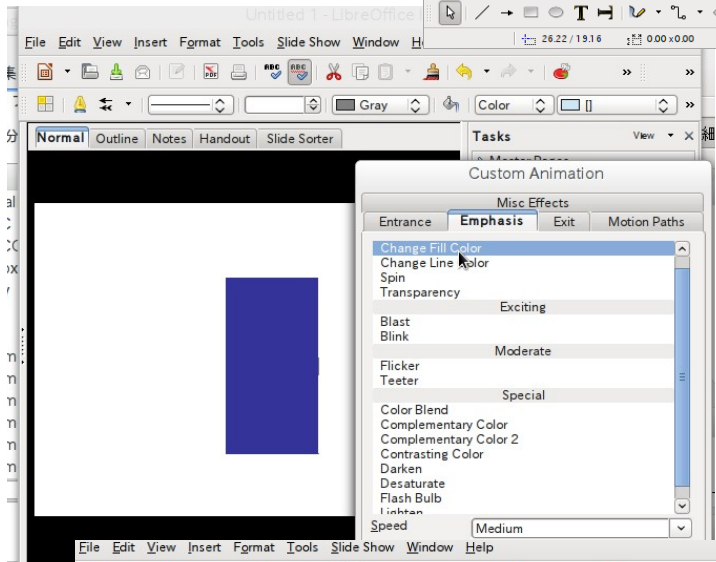 Untitled 1 - LibreOffice
26.22 / 19.16 0.00 x 0.00
File Edit View Insert Format Tools Slide Show Window
PDF ABC ABC
Gray Color
Normal Outline Notes Handout Slide Sorter
Tasks View
Custom Animation
Misc Effects
Entrance Emphasis Exit Motion Paths
Change Fill Color
Change Line Color
Spin
Transparency
Exciting
Blast
Blink
Moderate
Flicker
Teeter
Special
Color Blend
Complementary Color
Complementary Color 2
Contrasting Color
Darken
Desaturate
Flash Bulb
Lighten
Speed Medium
File Edit View Insert Format Tools Slide Show Window Help